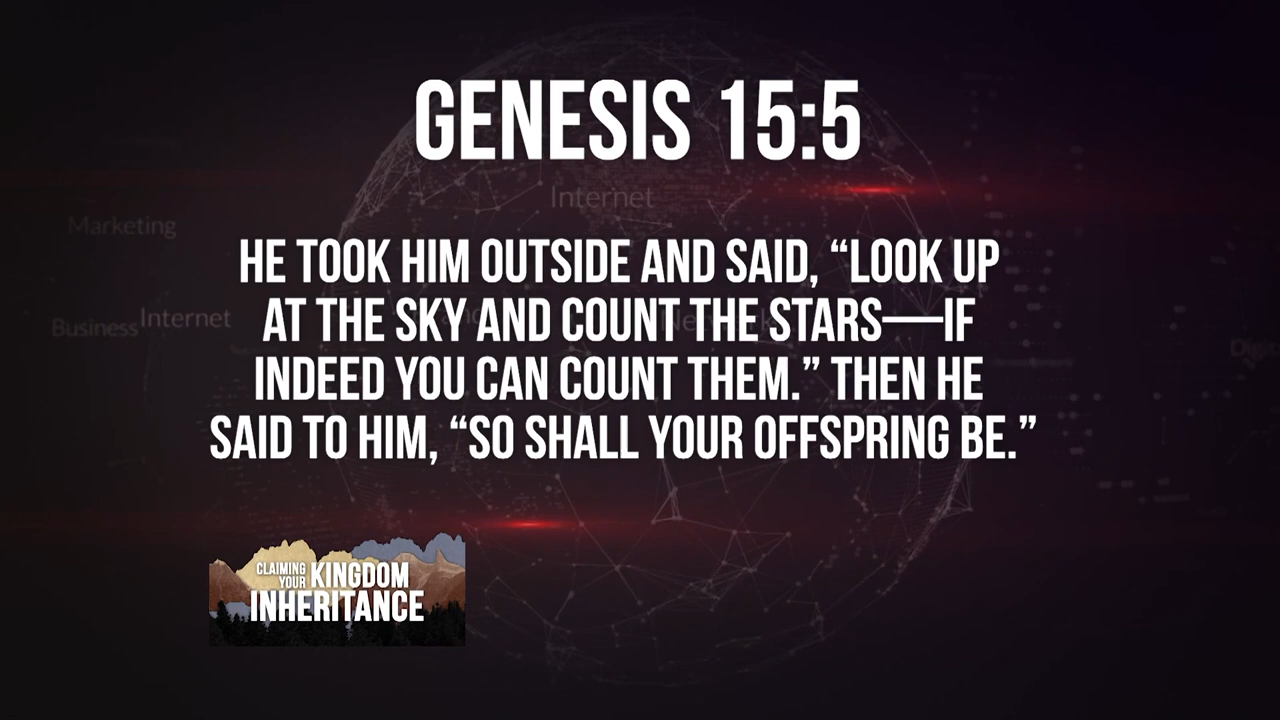 GENESIS 15:5
Internet
Marketing
HE TOOK HIM OUTSIDE AND SAID, “LOOK UP
AT THE SKY AND COUNT THE STARS—IF
Business
Internet
INDEED YOU CAN COUNT THEM.” THEN HE
SAID TO HIM, “SO SHALL YOUR OFFSPRING BE.”
CLAIMING
YOUR KINGDOM
INHERITANCE